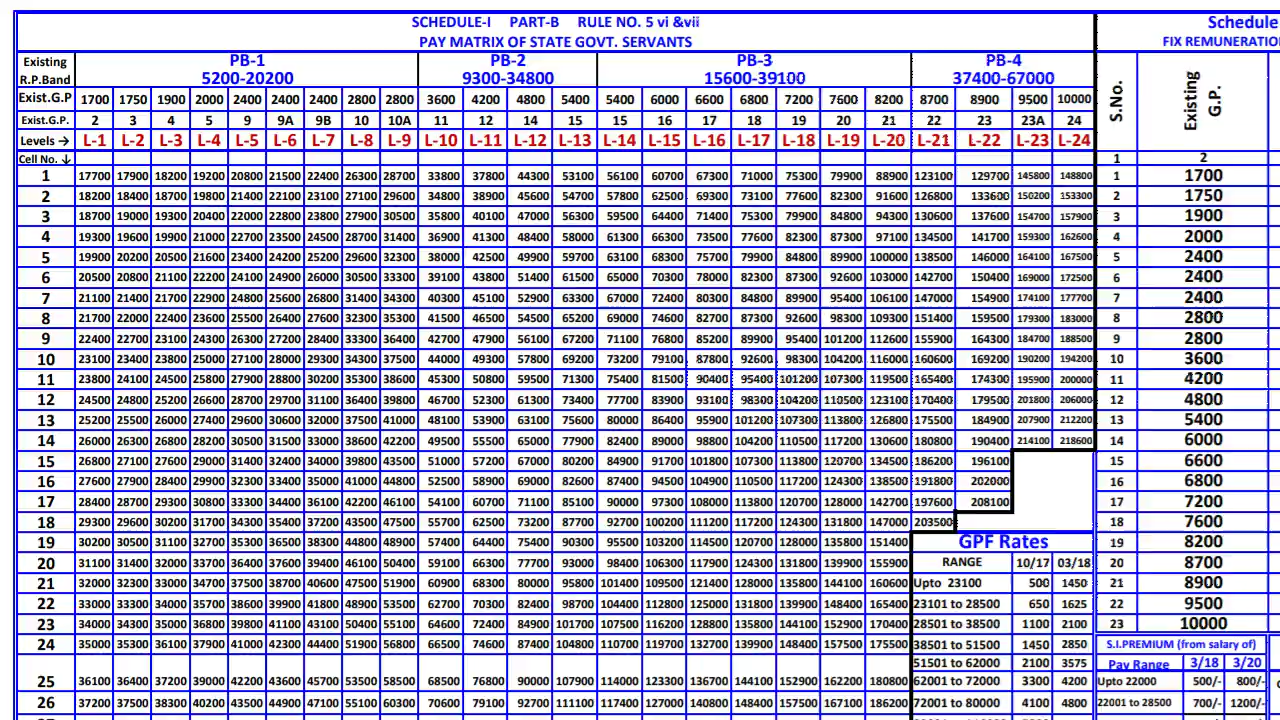 SCHEDULE-I PART-B RULE NO. 5 vi &vii
Schedule
PAY MATRIX OF STATE GOVT. SERVANTS
Existing R.P.Band PB-1 5200-20200 PB-2 9300-34800 PB-3 15600-39100 PB-4 37400-67000
S.No. Existing G.P.
Exist.G.P 1700 1750 1900 2000 2400 2400 2400 2800 2800 3600 4200 4800 5400 5400 6000 6600 6800 7200 7600 8200 8700 8900 9500 10000
Exist.G.P. 2 3 4 5 9 9A 9B 10 10A 11 12 14 15 15 16 17 18 19 20 21 22 23 23A 24
Levels → L-1 L-2 L-3 L-4 L-5 L-6 L-7 L-8 L-9 L-10 L-11 L-12 L-13 L-14 L-15 L-16 L-17 L-18 L-19 L-20 L-21 L-22 L-23 L-24
Cell No. ↓ 1 2
1 17700 17900 18200 19200 20800 21500 22400 26300 28700 33800 37800 44300 53100 56100 60700 67300 71000 75300 79900 88900 123100 129700 145800 148800 1 1700
2 18200 18400 18700 19800 21400 22100 23100 27100 29600 34800 38900 45600 54700 57800 62500 69300 73100 77600 82300 91600 126800 133600 150200 153300 2 1750
3 18700 19000 19300 20400 22000 22800 23800 27900 30500 35800 40100 47000 56300 59500 64400 71400 75300 79900 84800 94300 130600 137600 154700 157900 3 1900
4 19300 19600 19900 21000 22700 23500 24500 28700 31400 36900 41300 48400 58000 61300 66300 73500 77600 82300 87300 97100 134500 141700 159300 162600 4 2000
5 19900 20200 20500 21600 23400 24200 25200 29600 32300 38000 42500 49900 59700 63100 68300 75700 79900 84800 89900 100000 138500 146000 164100 167500 5 2400
6 20500 20800 21100 22200 24100 24900 26000 30500 33300 39100 43800 51400 61500 65000 70300 78000 82300 87300 92600 103000 142700 150400 169000 172500 6 2400
7 21100 21400 21700 22900 24800 25600 26800 31400 34300 40300 45100 52900 63300 67000 72400 80300 84800 89900 95400 106100 147000 154900 174100 177700 7 2400
8 21700 22000 22400 23600 25500 26400 27600 32300 35300 41500 46500 54500 65200 69000 74600 82700 87300 92600 98300 109300 151400 159500 179300 183000 8 2800
9 22400 22700 23100 24300 26300 27200 28400 33300 36400 42700 47900 56100 67200 71100 76800 85200 89900 95400 101200 112600 155900 164300 184700 188500 9 2800
10 23100 23400 23800 25000 27100 28000 29300 34300 37500 44000 49300 57800 69200 73200 79100 87800 92600 98300 104200 116000 160600 169200 190200 194200 10 3600
11 23800 24100 24500 25800 27900 28800 30200 35300 38600 45300 50800 59500 71300 75400 81500 90400 95400 101200 107300 119500 165400 174300 195900 200000 11 4200
12 24500 24800 25200 26600 28700 29700 31100 36400 39800 46700 52300 61300 73400 77700 83900 93100 98300 104200 110500 123100 170400 179500 201800 206000 12 4800
13 25200 25500 26000 27400 29600 30600 32000 37500 41000 48100 53900 63100 75600 80000 86400 95900 101200 107300 113800 126800 175500 184900 207900 212200 13 5400
14 26000 26300 26800 28200 30500 31500 33000 38600 42200 49500 55500 65000 77900 82400 89000 98800 104200 110500 117200 130600 180800 190400 214100 218600 14 6000
15 26800 27100 27600 29000 31400 32400 34000 39800 43500 51000 57200 67000 80200 84900 91700 101800 107300 113800 120700 134500 186200 196100 15 6600
16 27600 27900 28400 29900 32300 33400 35000 41000 44800 52500 58900 69000 82600 87400 94500 104900 110500 117200 124300 138500 191800 202000 16 6800
17 28400 28700 29300 30800 33300 34400 36100 42200 46100 54100 60700 71100 85100 90000 97300 108000 113800 120700 128000 142700 197600 208100 17 7200
18 29300 29600 30200 31700 34300 35400 37200 43500 47500 55700 62500 73200 87700 92700 100200 111200 117200 124300 131800 147000 203500 18 7600
19 30200 30500 31100 32700 35300 36500 38300 44800 48900 57400 64400 75400 90300 95500 103200 114500 120700 128000 135800 151400 GPF Rates 19 8200
20 31100 31400 32000 33700 36400 37600 39400 46100 50400 59100 66300 77700 93000 98400 106300 117900 124300 131800 139900 155900 RANGE 10/17 03/18 20 8700
21 32000 32300 33000 34700 37500 38700 40600 47500 51900 60900 68300 80000 95800 101400 109500 121400 128000 135800 144100 160600 Upto 23100 500 1450 21 8900
22 33000 33300 34000 35700 38600 39900 41800 48900 53500 62700 70300 82400 98700 104400 112800 125000 131800 139900 148400 165400 23101 to 28500 650 1625 22 9500
23 34000 34300 35000 36800 39800 41100 43100 50400 55100 64600 72400 84900 101700 107500 116200 128800 135800 144100 152900 170400 28501 to 38500 1100 2100 23 10000
24 35000 35300 36100 37900 41000 42300 44400 51900 56800 66500 74600 87400 104800 110700 119700 132700 139900 148400 157500 175500 38501 to 51500 1450 2850 S.I.PREMIUM (from salary of)
51501 to 62000 2100 3575 Pay Range 3/18 3/20
25 36100 36400 37200 39000 42200 43600 45700 53500 58500 68500 76800 90000 107900 114000 123300 136700 144100 152900 162200 180800 62001 to 72000 3300 4200 Upto 22000 500/- 800/-
26 37200 37500 38300 40200 43500 44900 47100 55100 60300 70600 79100 92700 111100 117400 127000 140800 148400 157500 167100 186200 72001 to 80000 4100 4800 22001 to 28500 700/- 1200/-